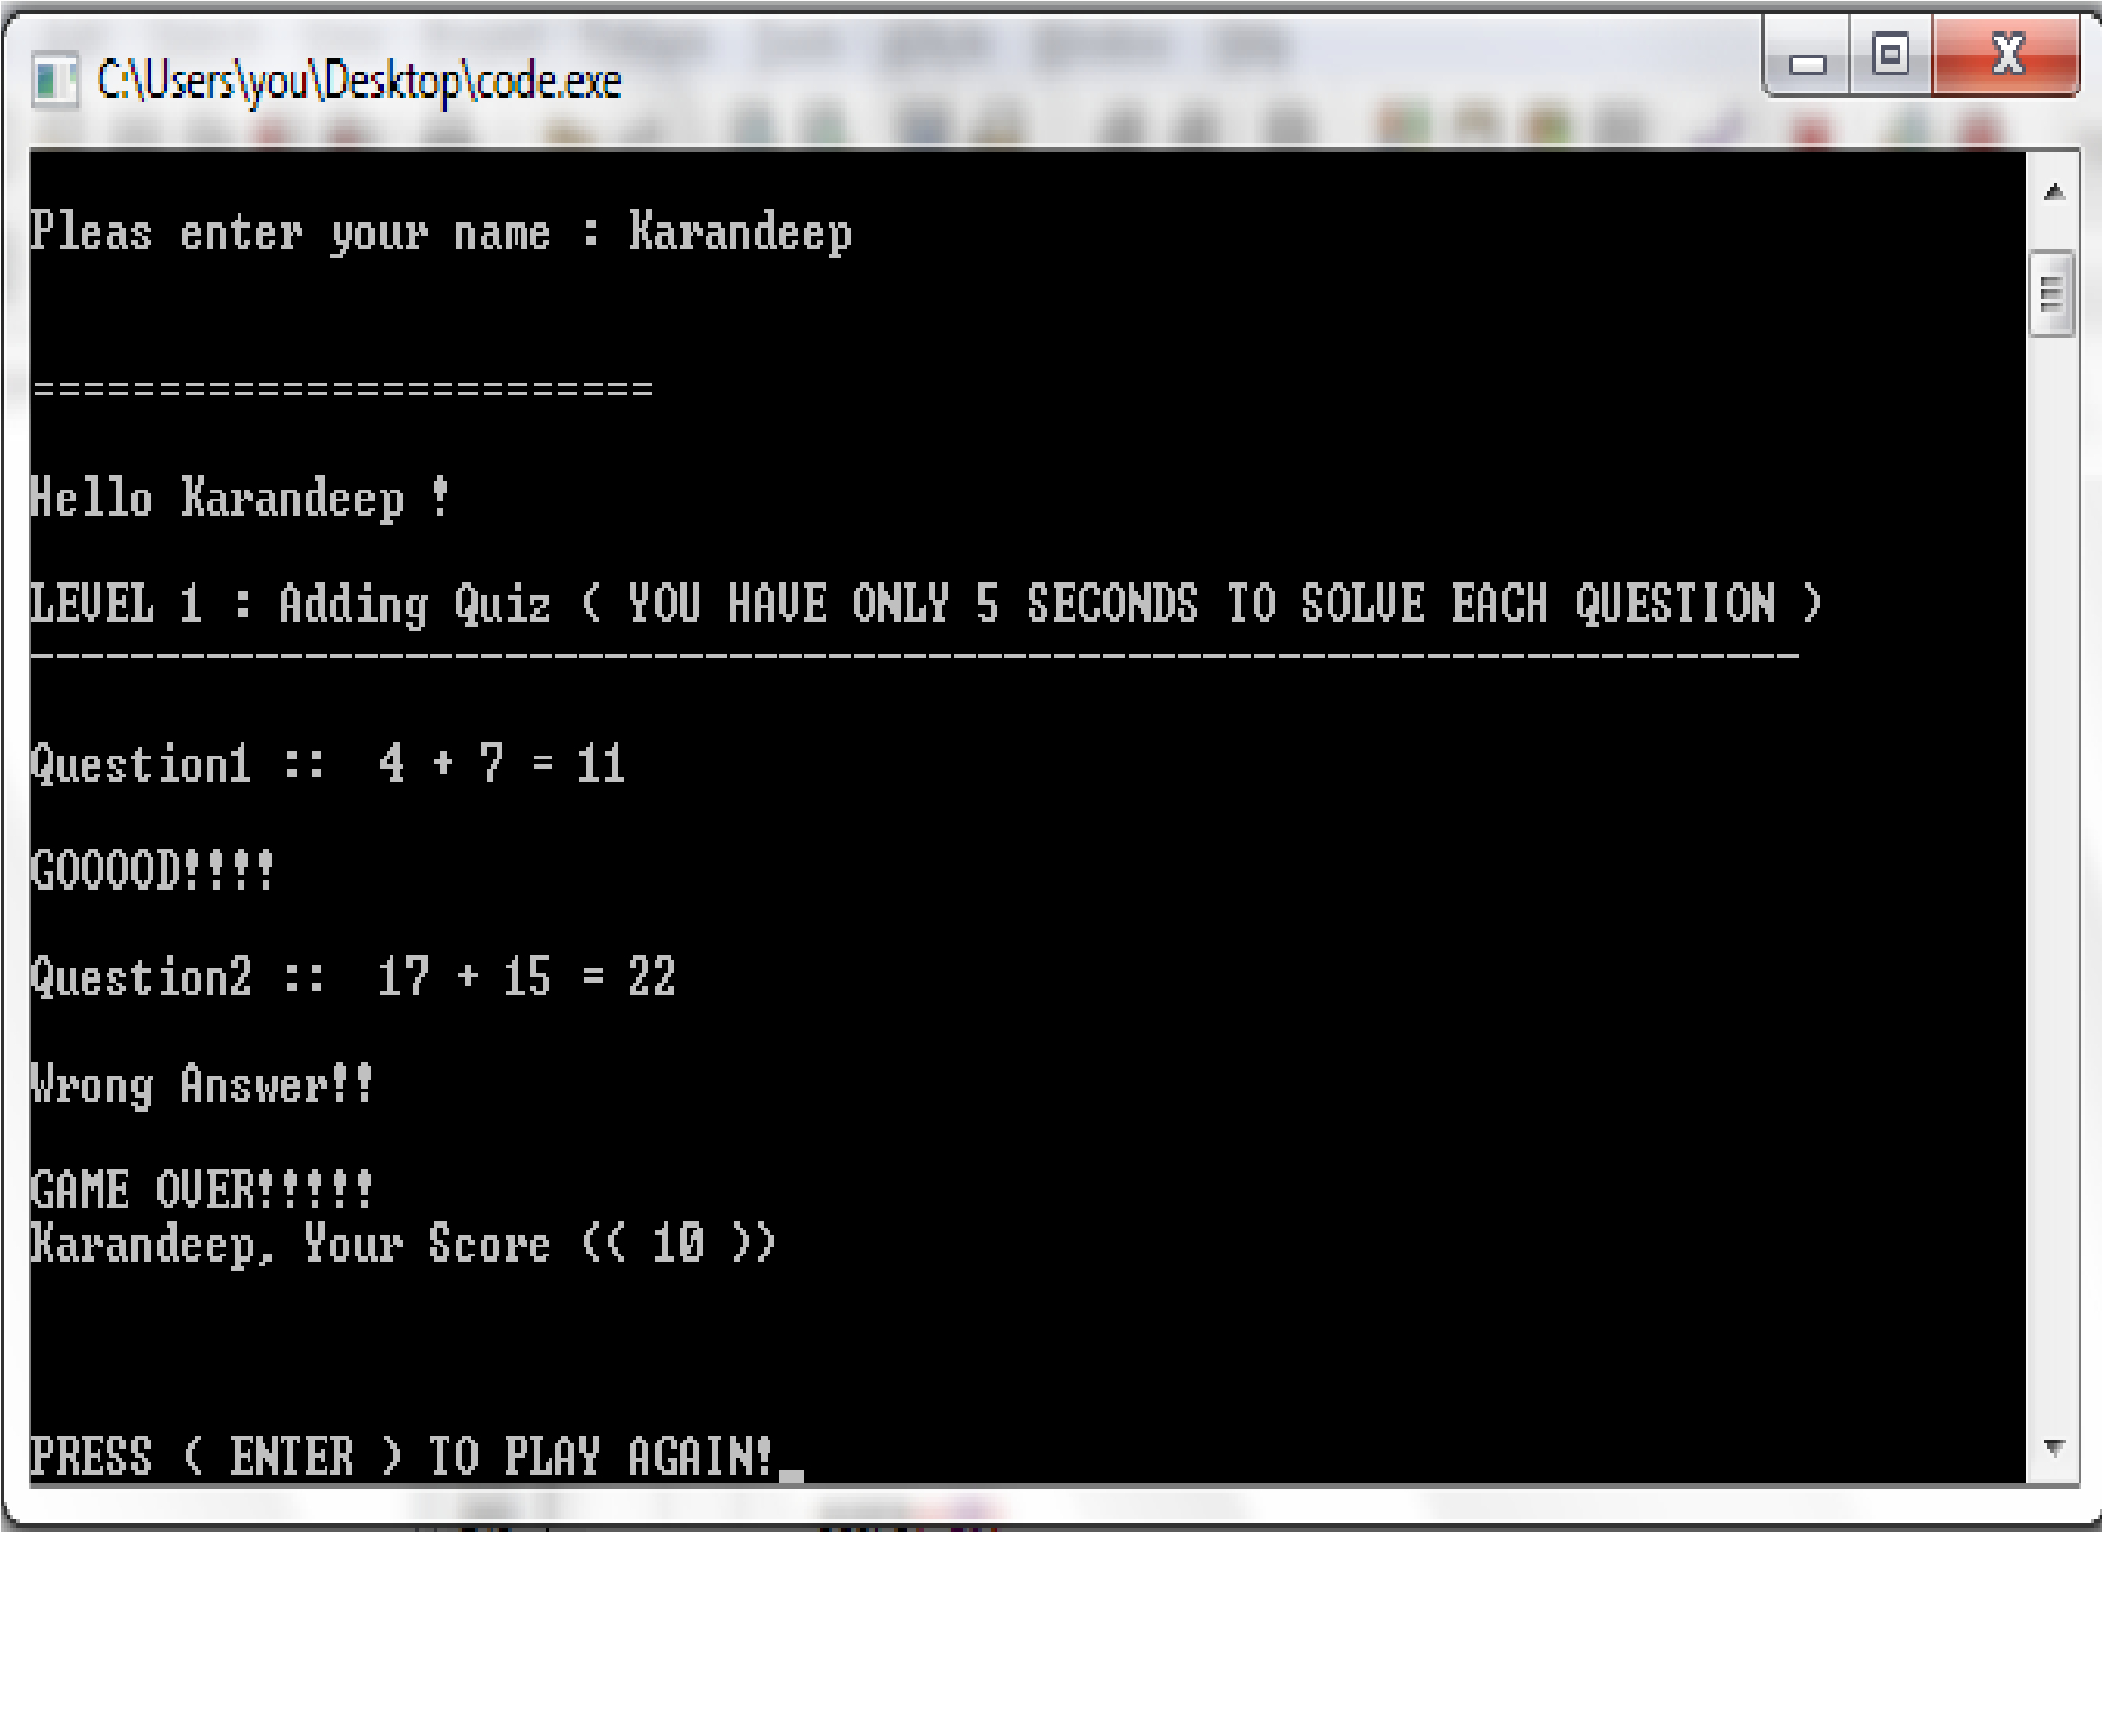 C:\Users\you\Desktop\code.exe
Pleas enter your name : Karandeep
=========================
Hello Karandeep !
LEVEL 1 : Adding Quiz ( YOU HAVE ONLY 5 SECONDS TO SOLVE EACH QUESTION )
-----------------------------------------------------------------------
Question1 ::  4 + 7 = 11
GOOOOD!!!!
Question2 ::  17 + 15 = 22
Wrong Answer!!
GAME OVER!!!!!
Karandeep, Your Score (( 10 ))
PRESS ( ENTER ) TO PLAY AGAIN!_